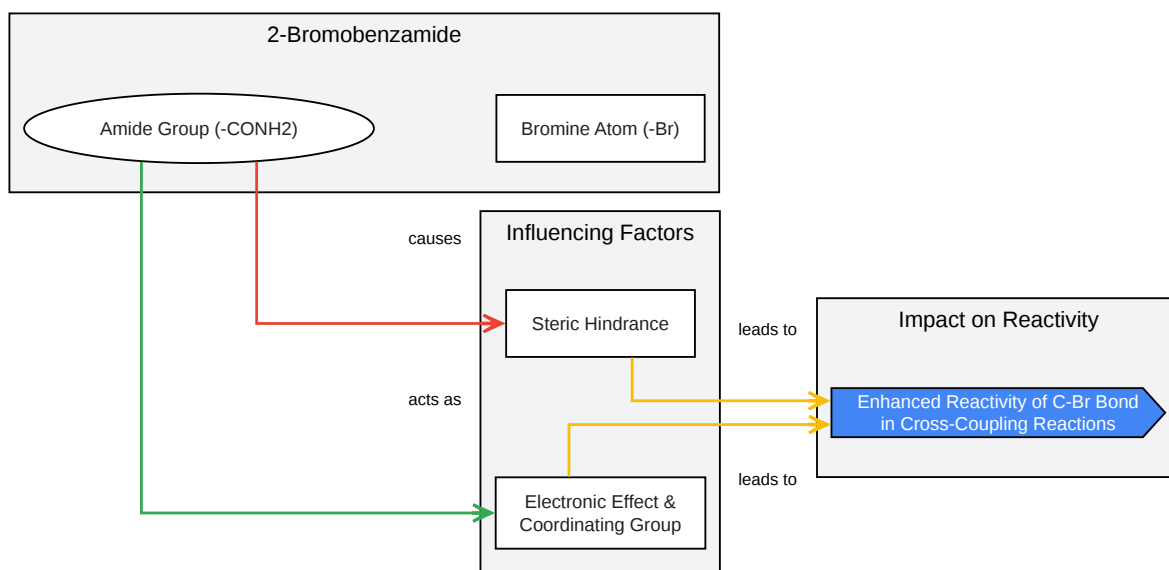 2-Bromobenzamide
Amide Group (-CONH2)
Bromine Atom (-Br)
causes
Influencing Factors
Steric Hindrance
leads to
Impact on Reactivity
acts as
Enhanced Reactivity of C-Br Bond
in Cross-Coupling Reactions
leads to
Electronic Effect &
Coordinating Group